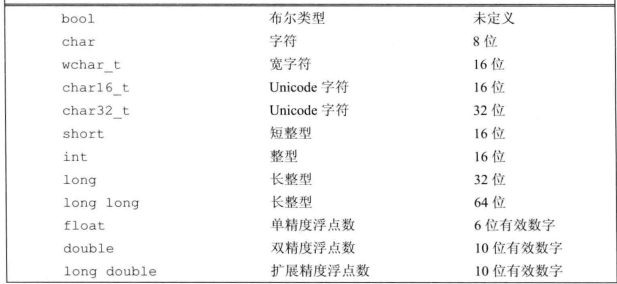 bool 布尔类型 未定义
char 字符 8 位
wchar_t 宽字符 16 位
char16_t Unicode 字符 16 位
char32_t Unicode 字符 32 位
short 短整型 16 位
int 整型 16 位
long 长整型 32 位
long long 长整型 64 位
float 单精度浮点数 6 位有效数字
double 双精度浮点数 10 位有效数字
long double 扩展精度浮点数 10 位有效数字